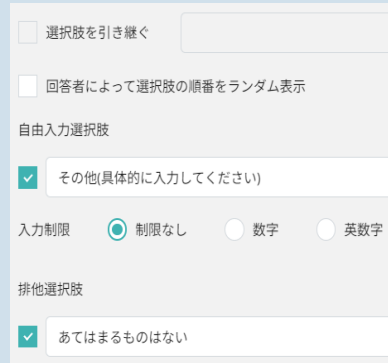 選択肢を引き継ぐ
回答者によって選択肢の順番をランダム表示
自由入力選択肢
その他(具体的に入力してください)
入力制限 制限なし 数字 英数字
排他選択肢
あてはまるものはない